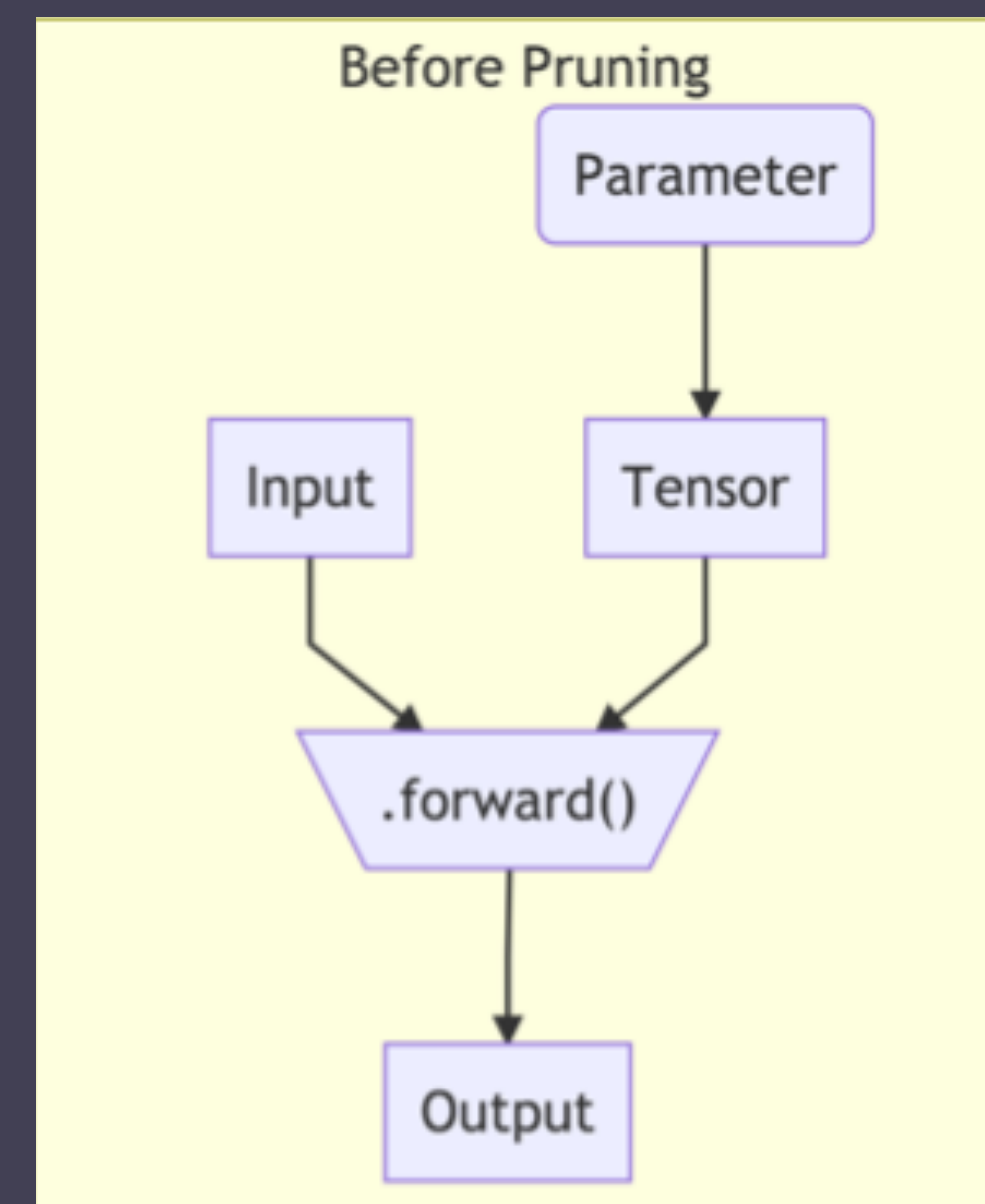 Before Pruning
Parameter
Input
Tensor
.forward()
Output